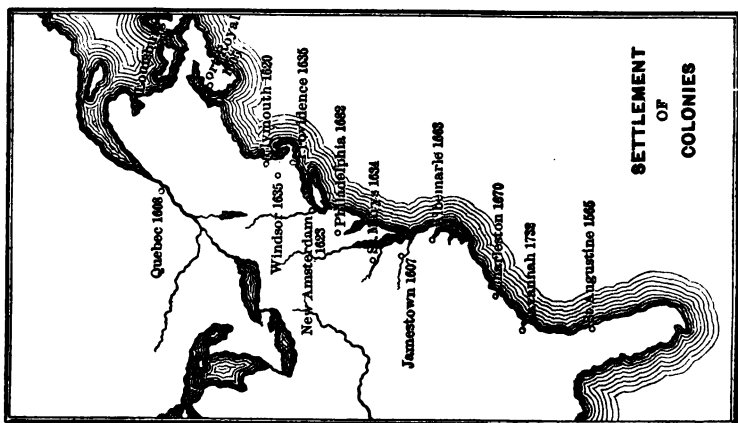 SETTLEMENT
OF
COLONIES
Quebec 1608
Plymouth 1620
Providence 1635
Windsor 1635
New Amsterdam
1623
Philadelphia 1682
St. Marys 1634
Jamestown 1607
Albemarle 1663
Charleston 1670
Savannah 1733
St. Augustine 1565